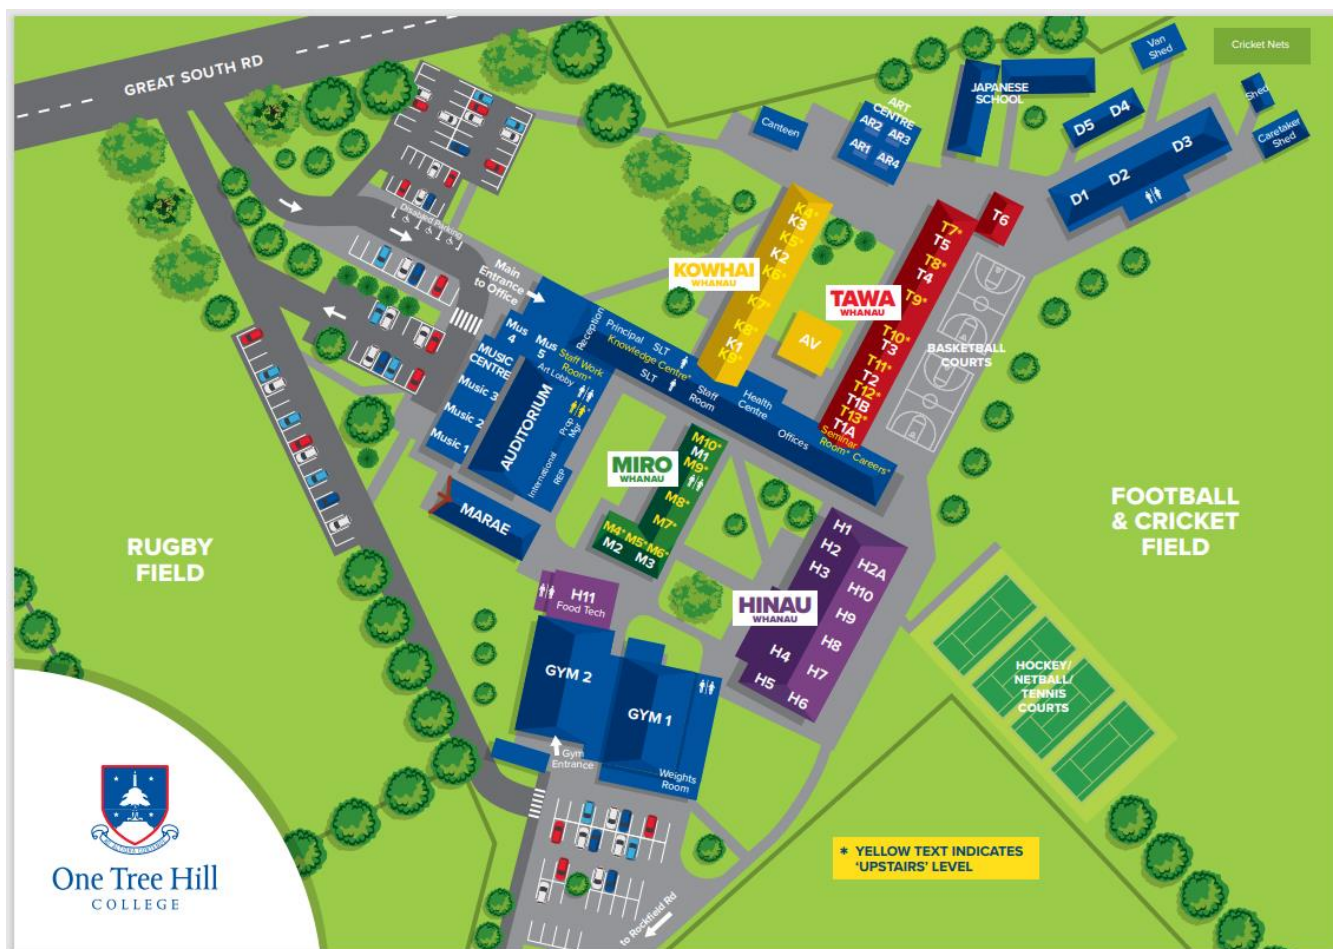 GREAT SOUTH RD
Cricket Nets
Van
Shed
Shed
Caretaker
Shed
JAPANESE
SCHOOL
ART
CENTRE
AR2
AR3
AR1
AR4
Canteen
D5
D4
D3
D2
D1
Disabled Parking
Main
Entrance
to Office
K4*
K3
K5*
K2
K6*
K7*
K8*
K1
K9*
KOWHAI
WHANAU
AV
TAWA
WHANAU
T6
T7*
T5
T8*
T4
T9*
T10*
T3
T11*
T2
T12*
T1B
T13*
T1A
Seminar
Room*
Careers*
BASKETBALL
COURTS
Reception
Principal
SLT
Knowledge Centre*
SLT
Staff
Room
Health
Centre
Offices
Mus
4
Mus
5
Staff Work
Room*
Art Lobby
MUSIC
CENTRE
Music 3
Music 2
Music 1
AUDITORIUM
Prop
Mgr
International
REP
MARAE
MIRO
WHANAU
M10*
M1
M9*
M8*
M7*
M4*
M5*
M6*
M2
M3
HINAU
WHANAU
H1
H2
H3
H2A
H10
H9
H8
H7
H4
H5
H6
H11
Food Tech
GYM 2
GYM 1
Gym
Entrance
Weights
Room
RUGBY
FIELD
FOOTBALL
& CRICKET
FIELD
HOCKEY/
NETBALL/
TENNIS
COURTS
* YELLOW TEXT INDICATES
'UPSTAIRS' LEVEL
to Rockfield Rd
One Tree Hill
COLLEGE